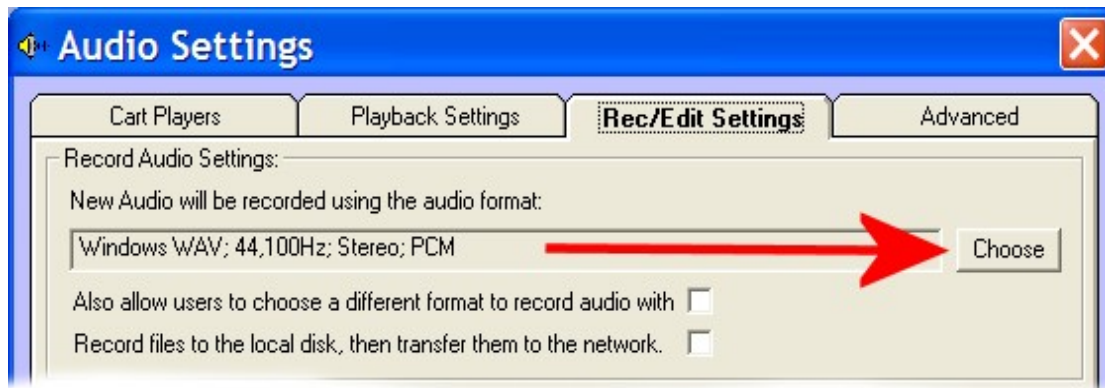 Audio Settings
Cart Players
Playback Settings
Rec/Edit Settings
Advanced
Record Audio Settings:
New Audio will be recorded using the audio format:
Windows WAV; 44,100Hz; Stereo; PCM
Choose
Also allow users to choose a different format to record audio with
Record files to the local disk, then transfer them to the network.